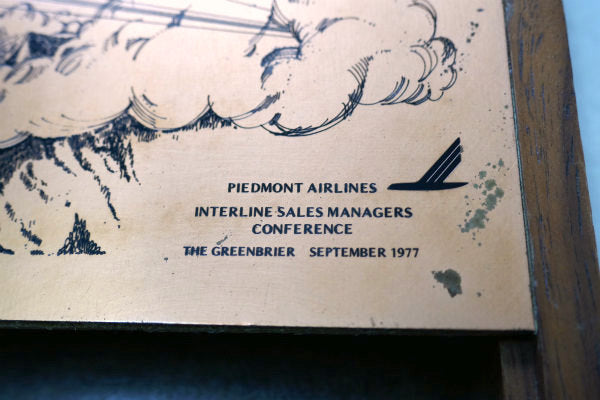 PIEDMONT AIRLINES
INTERLINE SALES MANAGERS
CONFERENCE
THE GREENBRIER SEPTEMBER 1977